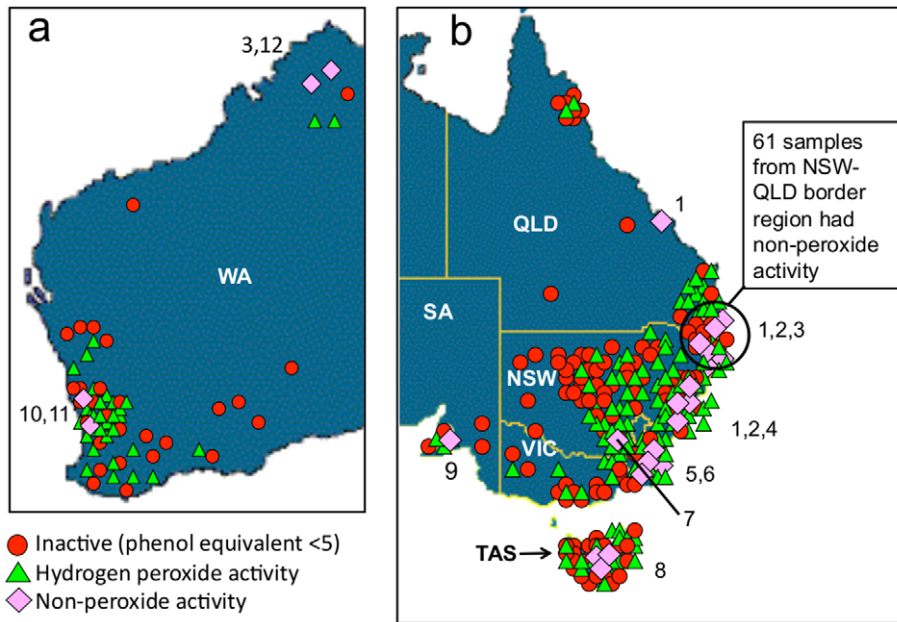 a
3,12
WA
10,11
Inactive (phenol equivalent <5)
Hydrogen peroxide activity
Non-peroxide activity
b
61 samples
from NSW-
QLD border
region had
non-peroxide
activity
1
QLD
SA
1,2,3
NSW
1,2,4
VIC
9
5,6
7
TAS
8